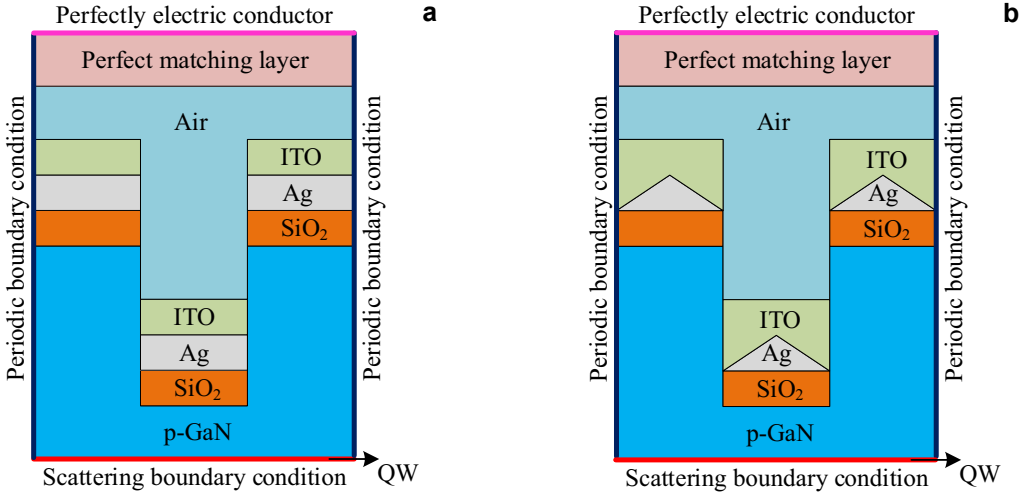 a
Perfectly electric conductor
Perfect matching layer
Air
ITO
Ag
SiO₂
ITO
Ag
SiO₂
p-GaN
Periodic boundary condition
Periodic boundary condition
Scattering boundary condition
QW
b
Perfectly electric conductor
Perfect matching layer
Air
ITO
Ag
SiO₂
ITO
Ag
SiO₂
p-GaN
Periodic boundary condition
Periodic boundary condition
Scattering boundary condition
QW